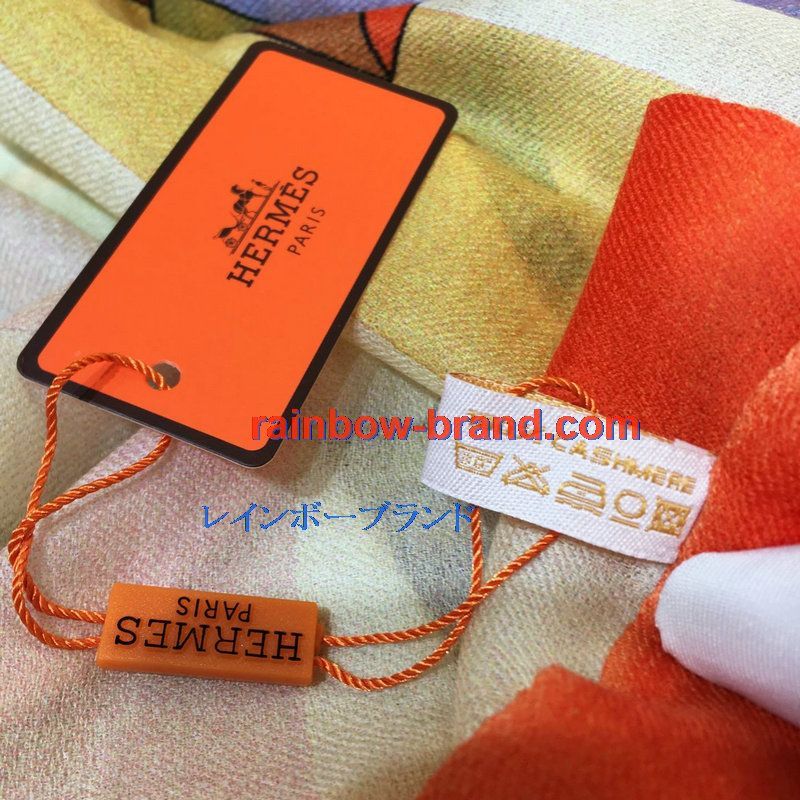 HERMÈS
PARIS
rainbow-brand.com
CASHMERE
レインボーブランド
HERMES
PARIS